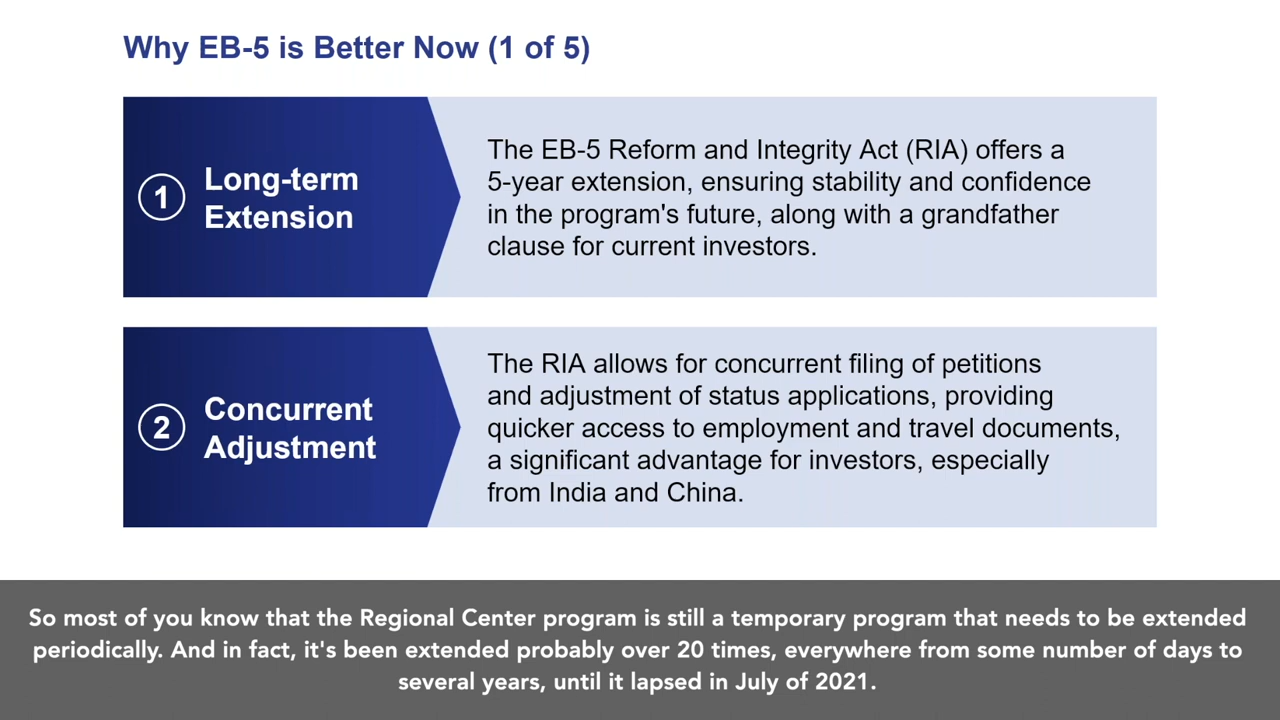 Why EB-5 is Better Now (1 of 5)
1
Long-term
Extension
The EB-5 Reform and Integrity Act (RIA) offers a
5-year extension, ensuring stability and confidence
in the program's future, along with a grandfather
clause for current investors.
2
Concurrent
Adjustment
The RIA allows for concurrent filing of petitions
and adjustment of status applications, providing
quicker access to employment and travel documents,
a significant advantage for investors, especially
from India and China.
So most of you know that the Regional Center program is still a temporary program that needs to be extended
periodically. And in fact, it's been extended probably over 20 times, everywhere from some number of days to
several years, until it lapsed in July of 2021.